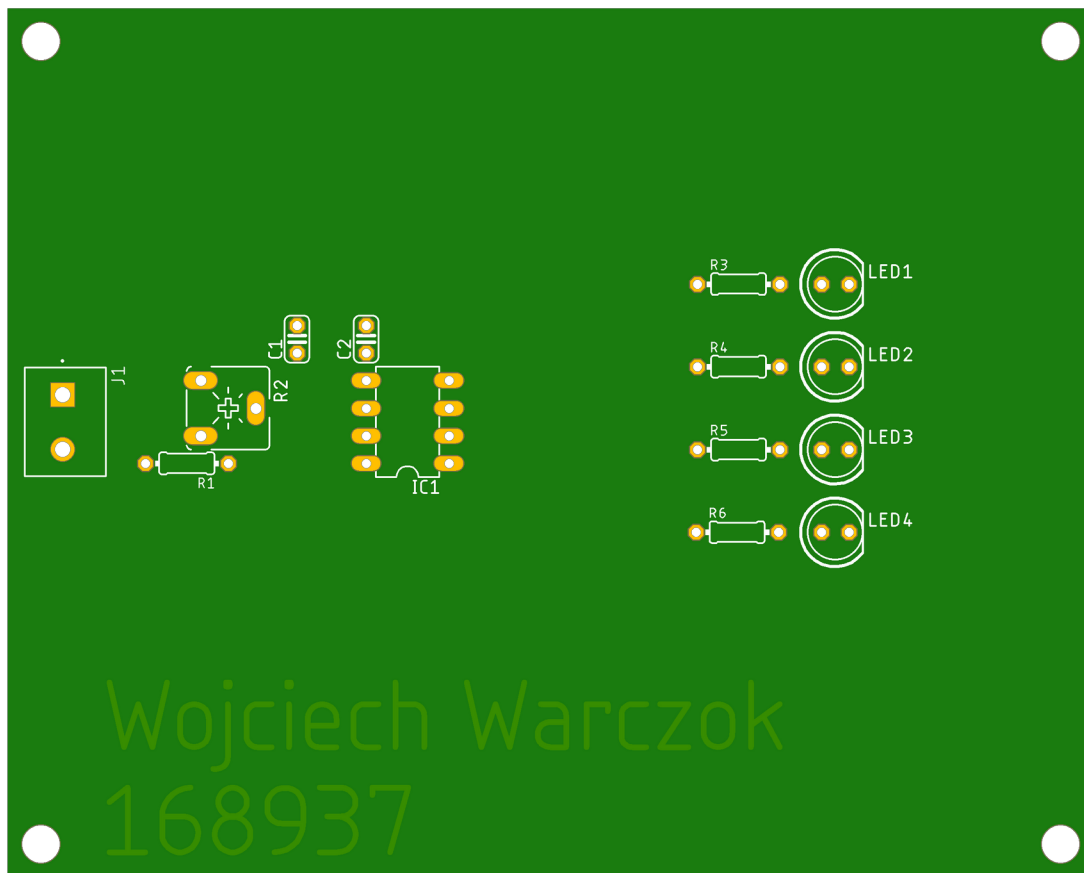 R3
LED1
R4
LED2
C1
C2
J1
R2
R5
LED3
R1
IC1
R6
LED4
Wojciech Warczok
168937